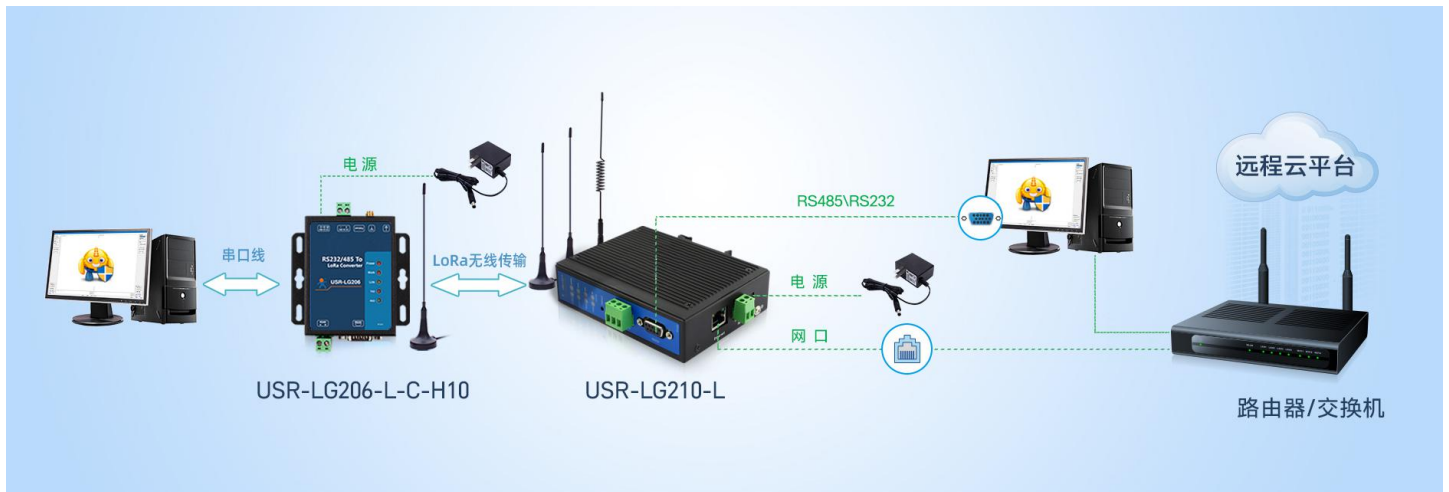 电 源
串口线
RS232/485 To
LoRa Converter
USR-LG206
Power
Work
LoRa无线传输
USR-LG206-L-C-H10
RS485\RS232
电 源
网 口
USR-LG210-L
远程云平台
路由器/交换机